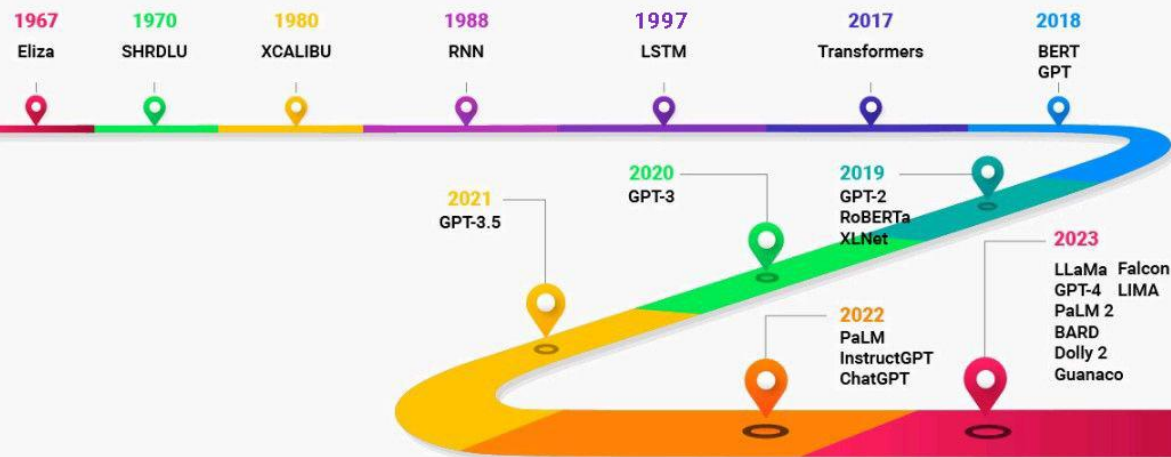 1967
Eliza
1970
SHRDLU
1980
XCALIBU
1988
RNN
1997
LSTM
2017
Transformers
2018
BERT
GPT
2019
GPT-2
RoBERTa
XLNet
2020
GPT-3
2021
GPT-3.5
2022
PaLM
InstructGPT
ChatGPT
2023
LLaMa Falcon
GPT-4 LIMA
PaLM 2
BARD
Dolly 2
Guanaco